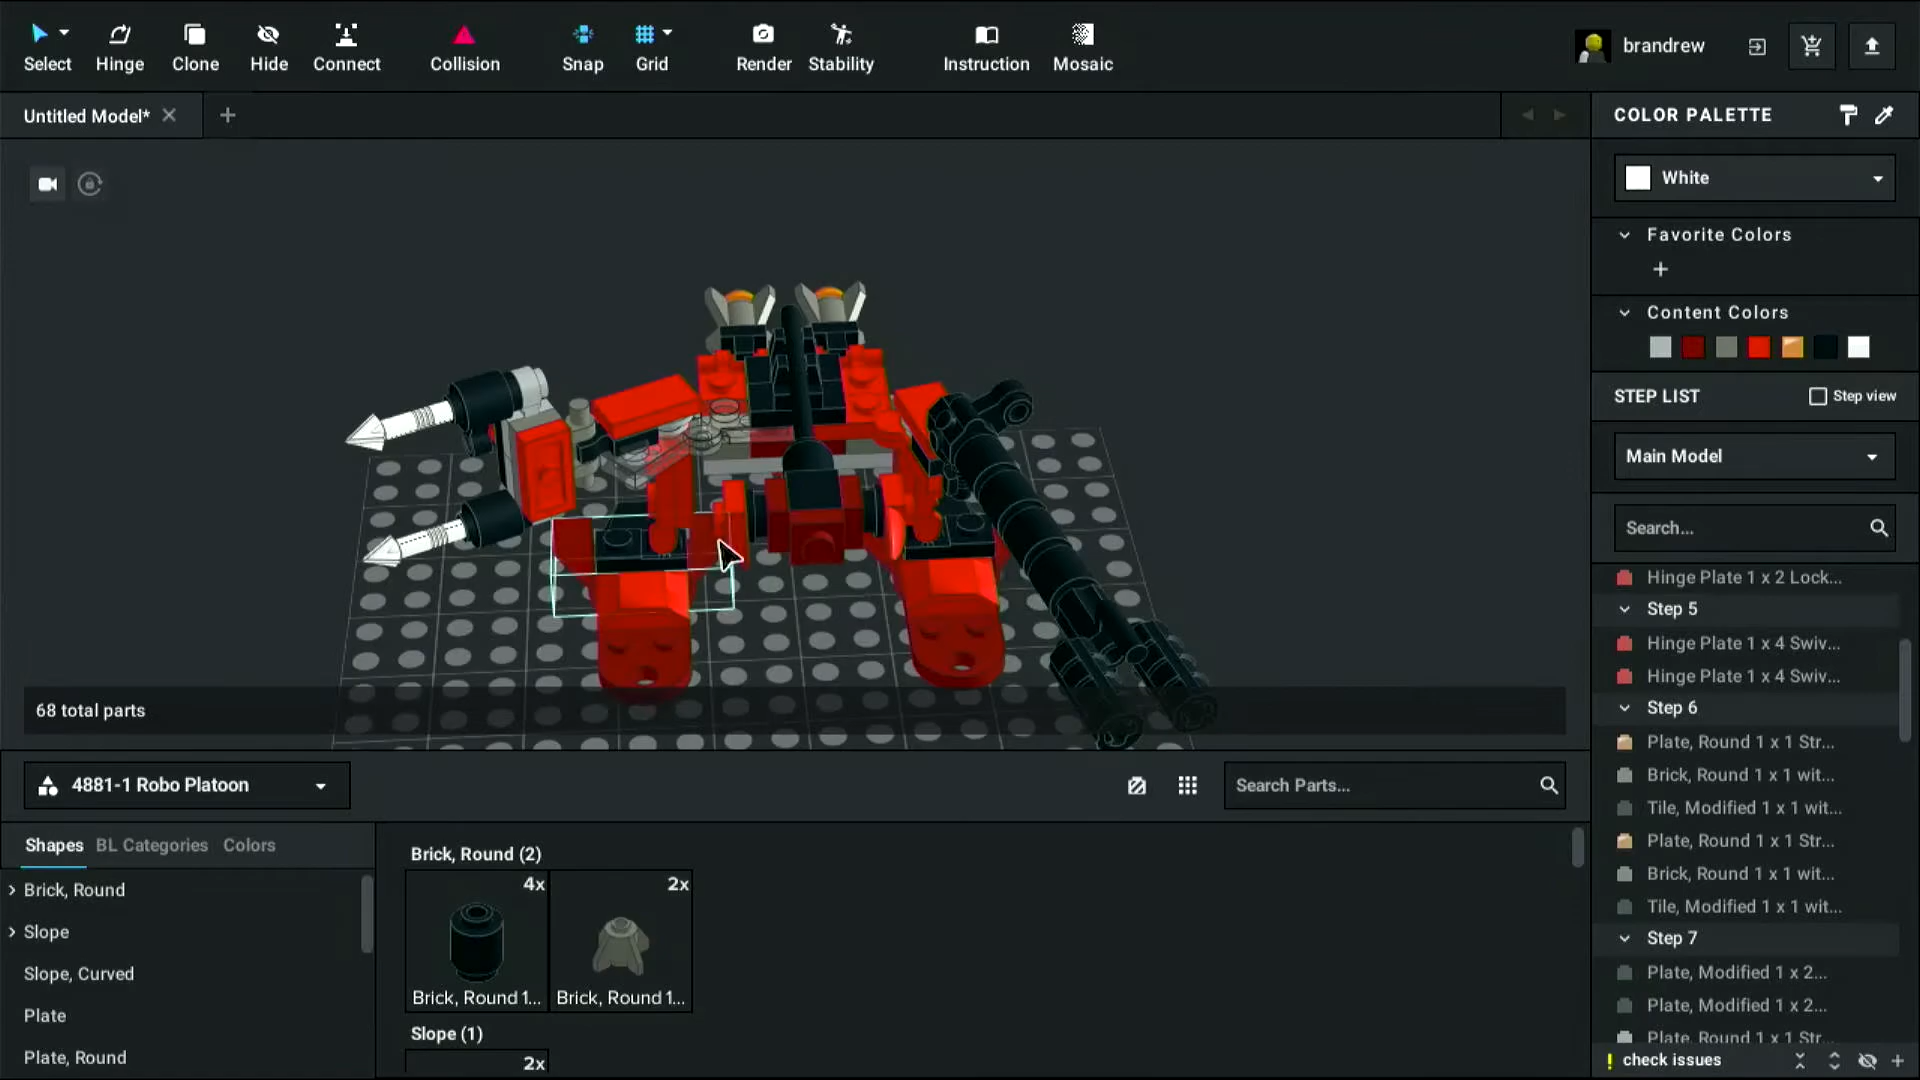 Select
Hinge
Clone
Hide
Connect
Collision
Snap
Grid
Render
Stability
Instruction
Mosaic
brandrew
Untitled Model*
COLOR PALETTE
White
Favorite Colors
Content Colors
STEP LIST
Step view
Main Model
Search...
Hinge Plate 1 x 2 Lock...
Step 5
Hinge Plate 1 x 4 Swiv...
Hinge Plate 1 x 4 Swiv...
Step 6
Plate, Round 1 x 1 Str...
Brick, Round 1 x 1 wit...
Tile, Modified 1 x 1 wit...
Plate, Round 1 x 1 Str...
Brick, Round 1 x 1 wit...
Tile, Modified 1 x 1 wit...
Step 7
Plate, Modified 1 x 2...
Plate, Modified 1 x 2...
Plate, Round 1 x 1 Str...
check issues
68 total parts
4881-1 Robo Platoon
Search Parts...
Shapes
BL Categories
Colors
Brick, Round
Slope
Slope, Curved
Plate
Plate, Round
Brick, Round (2)
4x
2x
Brick, Round 1...
Brick, Round 1...
Slope (1)
2x